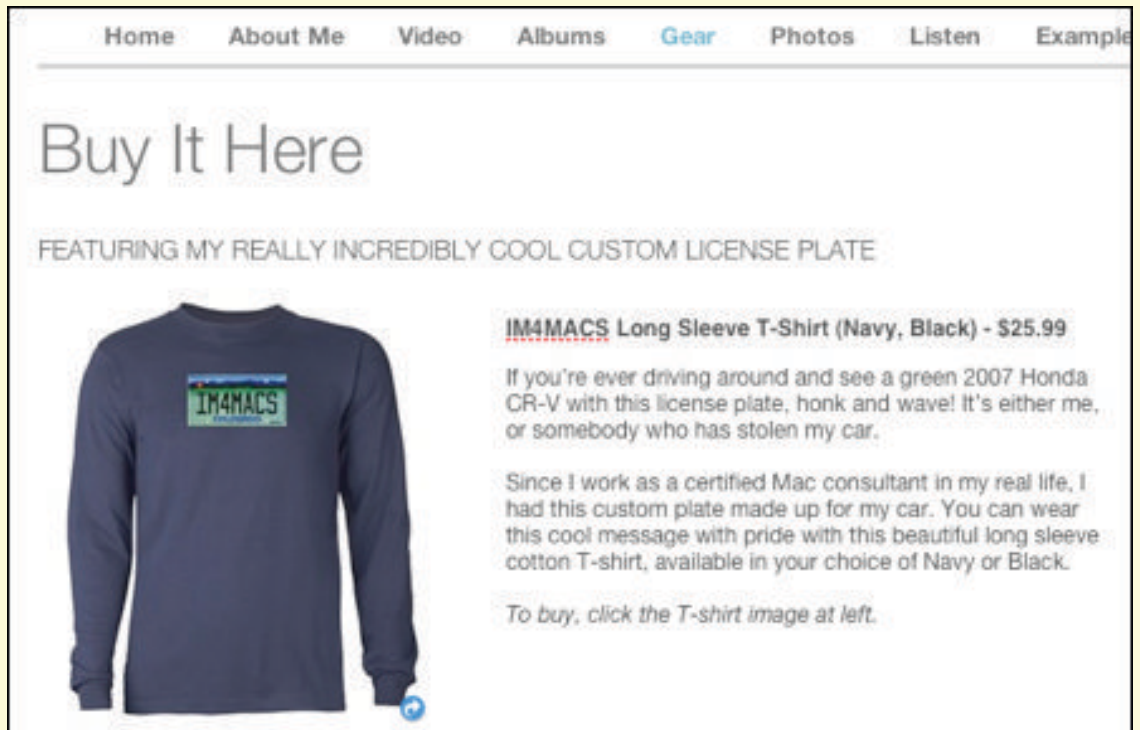 Home About Me Video Albums Gear Photos Listen Example
Buy It Here
FEATURING MY REALLY INCREDIBLY COOL CUSTOM LICENSE PLATE
IM4MACS
IM4MACS Long Sleeve T-Shirt (Navy, Black) - $25.99
If you're ever driving around and see a green 2007 Honda
CR-V with this license plate, honk and wave! It's either me,
or somebody who has stolen my car.
Since I work as a certified Mac consultant in my real life, I
had this custom plate made up for my car. You can wear
this cool message with pride with this beautiful long sleeve
cotton T-shirt, available in your choice of Navy or Black.
To buy, click the T-shirt image at left.